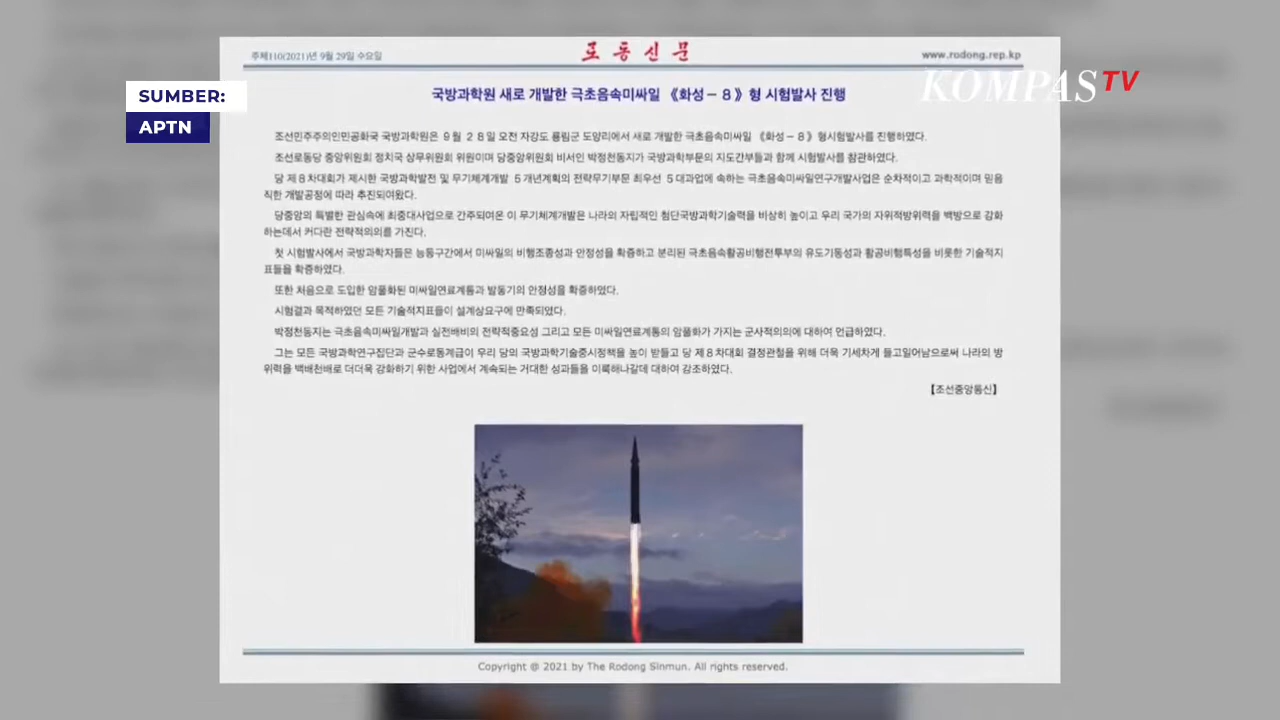 SUMBER:
APTN
KOMPASTV
주체110(2021)년 9월 29일 수요일
로동신문
www.rodong.rep.kp
국방과학원 새로 개발한 극초음속미싸일 《화성－８》형 시험발사 진행
조선민주주의인민공화국 국방과학원은 ９월 ２８일 오전 자강도 룡림군 도양리에서 새로 개발한 극초음속미싸일 《화성－８》형시험발사를 진행하였다.
조선로동당 중앙위원회 정치국 상무위원회 위원이며 당중앙위원회 비서인 박정천동지가 국방과학부문의 지도간부들과 함께 시험발사를 참관하였다.
당 제８차대회가 제시한 국방과학발전 및 무기체계개발 ５개년계획의 전략무기부문 최우선 ５대과업에 속하는 극초음속미싸일연구개발사업은 순차적이고 과학적이며 믿음
직한 개발공정에 따라 추진되여왔다.
당중앙의 특별한 관심속에 최중대사업으로 간주되여온 이 무기체계개발은 나라의 자립적인 첨단국방과학기술력을 비상히 높이고 우리 국가의 자위적방위력을 백방으로 강화
하는데서 커다란 전략적의의를 가진다.
첫 시험발사에서 국방과학자들은 능동구간에서 미싸일의 비행조종성과 안정성을 확증하고 분리된 극초음속활공비행전투부의 유도기동성과 활공비행특성을 비롯한 기술적지
표들을 확증하였다.
또한 처음으로 도입한 암풀화된 미싸일연료계통과 발동기의 안정성을 확증하였다.
시험결과 목적하였던 모든 기술적지표들이 설계상요구에 만족되였다.
박정천동지는 극초음속미싸일개발과 실전배비의 전략적중요성 그리고 모든 미싸일연료계통의 암풀화가 가지는 군사적의의에 대하여 언급하였다.
그는 모든 국방과학연구집단과 군수로동계급이 우리 당의 국방과학기술중시정책을 높이 받들고 당 제８차대회 결정관철을 위해 더욱 기세차게 들고일어남으로써 나라의 방
위력을 백배천배로 더더욱 강화하기 위한 사업에서 계속되는 거대한 성과들을 이룩해나갈데 대하여 강조하였다.
【조선중앙통신】
Copyright @ 2021 by The Rodong Sinmun. All rights reserved.